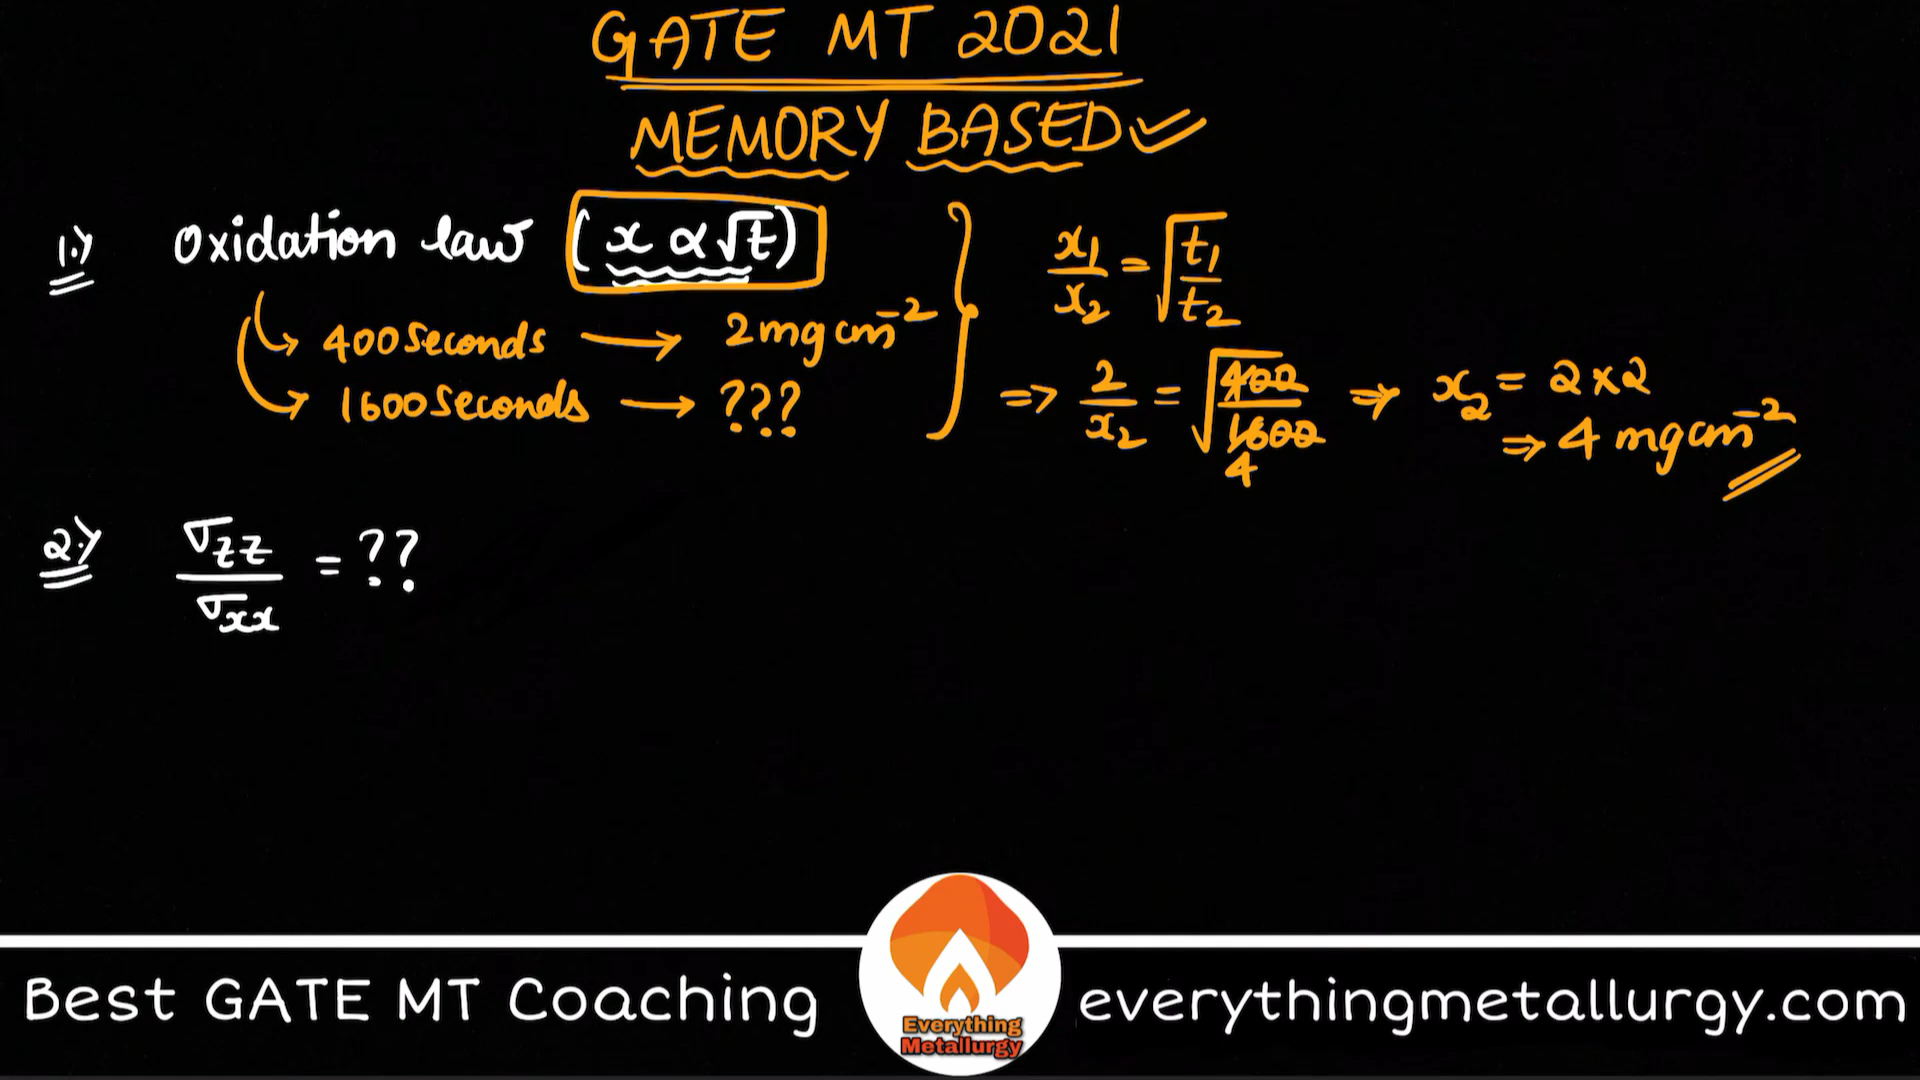 GATE MT 2021
MEMORY BASED
1.) Oxidation law (x ∝ √t)
400 Seconds → 2 mg cm⁻²
1600 Seconds → ???
x₁/x₂ = √(t₁/t₂)
⇒ 2/x₂ = √(400/1600) 4 ⇒ x₂ = 2×2
⇒ 4 mg cm⁻²
2.) σzz/σxx = ??
Best GATE MT Coaching
Everything
Metallurgy
everythingmetallurgy.com